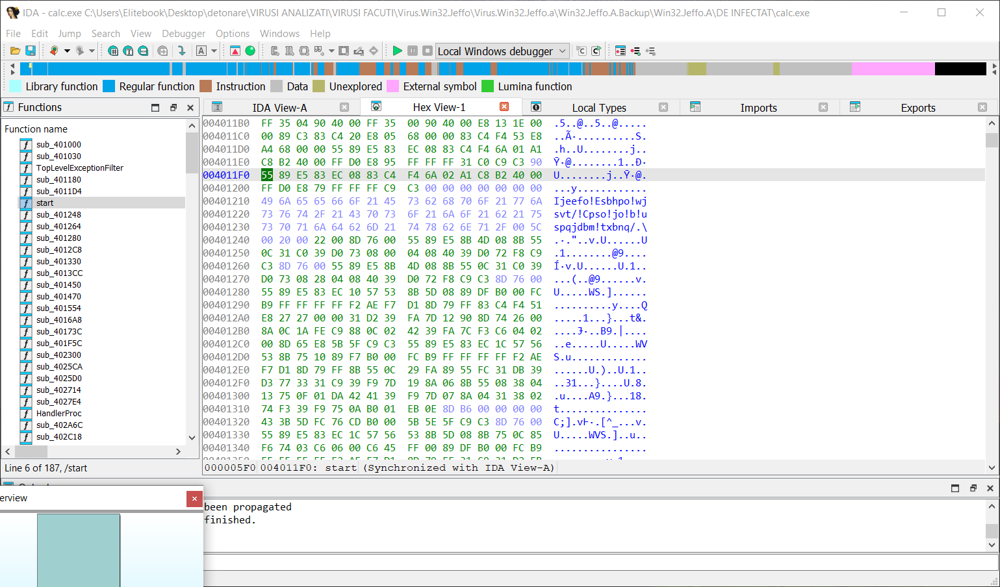 IDA - calc.exe C:\Users\Elitebook\Desktop\detonare\VIRUSI ANALIZATI\VIRUSI FACUTI\Virus.Win32.Jeffo\Virus.Win32.Jeffo.a\Win32.Jeffo.A.Backup\Win32.Jeffo.A\DE INFECTAT\calc.exe
File Edit Jump Search View Debugger Options Windows Help
Local Windows debugger
Library function Regular function Instruction Data Unexplored External symbol Lumina function
Functions
Function name
sub_401000
sub_401030
TopLevelExceptionFilter
sub_401180
sub_4011D4
start
sub_401248
sub_401264
sub_401280
sub_4012C8
sub_401330
sub_4013CC
sub_401450
sub_401470
sub_401554
sub_4016A8
sub_40173C
sub_401F5C
sub_402300
sub_4025CA
sub_4025D0
sub_402714
sub_4027E4
HandlerProc
sub_402A6C
sub_402C18
Line 6 of 187, /start
IDA View-A Hex View-1 Local Types Imports Exports
004011B0 FF 35 04 90 40 00 FF 35 00 90 40 00 E8 13 1E 00 .5..@..5..@.....
004011C0 00 89 C3 83 C4 20 E8 05 68 00 00 83 C4 F4 53 E8 ..Ă·..........S.
004011D0 A4 68 00 00 55 89 E5 83 EC 08 83 C4 F4 6A 01 A1 .h..U........j..
004011E0 C8 B2 40 00 FF D0 E8 95 FF FF FF 31 C0 C9 C3 90
004011F0 55 89 E5 83 EC 08 83 C4 F4 6A 02 A1 C8 B2 40 00
00401200 FF D0 E8 79 FF FF FF C9 C3 00 00 00 00 00 00 00 ...y............
00401210 49 6A 65 65 66 6F 21 45 73 62 68 70 6F 21 77 6A Ijeefo!Esbhpo!wj
00401220 73 76 74 2F 21 43 70 73 6F 21 6A 6F 21 62 21 75 svt/!Cpso!jo!b!u
00401230 73 70 71 6A 64 62 6D 21 74 78 62 6E 71 2F 00 5C spqjdbm!txbnq/.\
00401240 00 20 00 22 00 8D 76 00 55 89 E5 8B 4D 08 8B 55 .·."..v.U......U
00401250 0C 31 C0 39 D0 73 08 00 04 08 40 39 D0 72 F8 C9 .1........@9....
00401260 C3 8D 76 00 55 89 E5 8B 4D 08 8B 55 0C 31 C0 39
00401270 D0 73 08 28 04 08 40 39 D0 72 F8 C9 C3 8D 76 00 ...(..@9......v.
00401280 55 89 E5 83 EC 10 57 53 8B 5D 08 89 DF B0 00 FC U.....WS.]......
00401290 B9 FF FF FF FF F2 AE F7 D1 8D 79 FF 83 C4 F4 51 ..........y....Q
004012A0 E8 27 27 00 00 31 D2 39 FA 7D 12 90 8D 74 26 00 .....1...}...t&.
004012B0 8A 0C 1A FE C9 88 0C 02 42 39 FA 7C F3 C6 04 02
004012C0 00 8D 65 E8 5B 5F C9 C3 55 89 E5 83 EC 1C 57 56 ..e......U....WV
004012D0 53 8B 75 10 89 F7 B0 00 FC B9 FF FF FF FF F2 AE S.u.............
004012E0 F7 D1 8D 79 FF 8B 55 0C 29 FA 89 55 FC 31 DB 39 ......U.)..U.1..
004012F0 D3 77 33 31 C9 39 F9 7D 19 8A 06 8B 55 08 38 04 ..31...}....U.8.
00401300 13 75 0F 01 DA 42 41 39 F9 7D 07 8A 04 31 38 02 .u....A9.}...18.
00401310 74 F3 39 F9 75 0A B0 01 EB 0E 8D B6 00 00 00 00 t...............
00401320 43 3B 5D FC 76 CD B0 00 5B 5E 5F C9 C3 8D 76 00
00401330 55 89 E5 83 EC 1C 57 56 53 8B 5D 08 8B 75 0C 85 U.....WVS.]..u..
00401340 F6 74 03 C6 06 00 C6 45 FF 00 89 DF B0 00 FC B9 ................
000005F0 004011F0: start (Synchronized with IDA View-A)
erview
been propagated
finished.